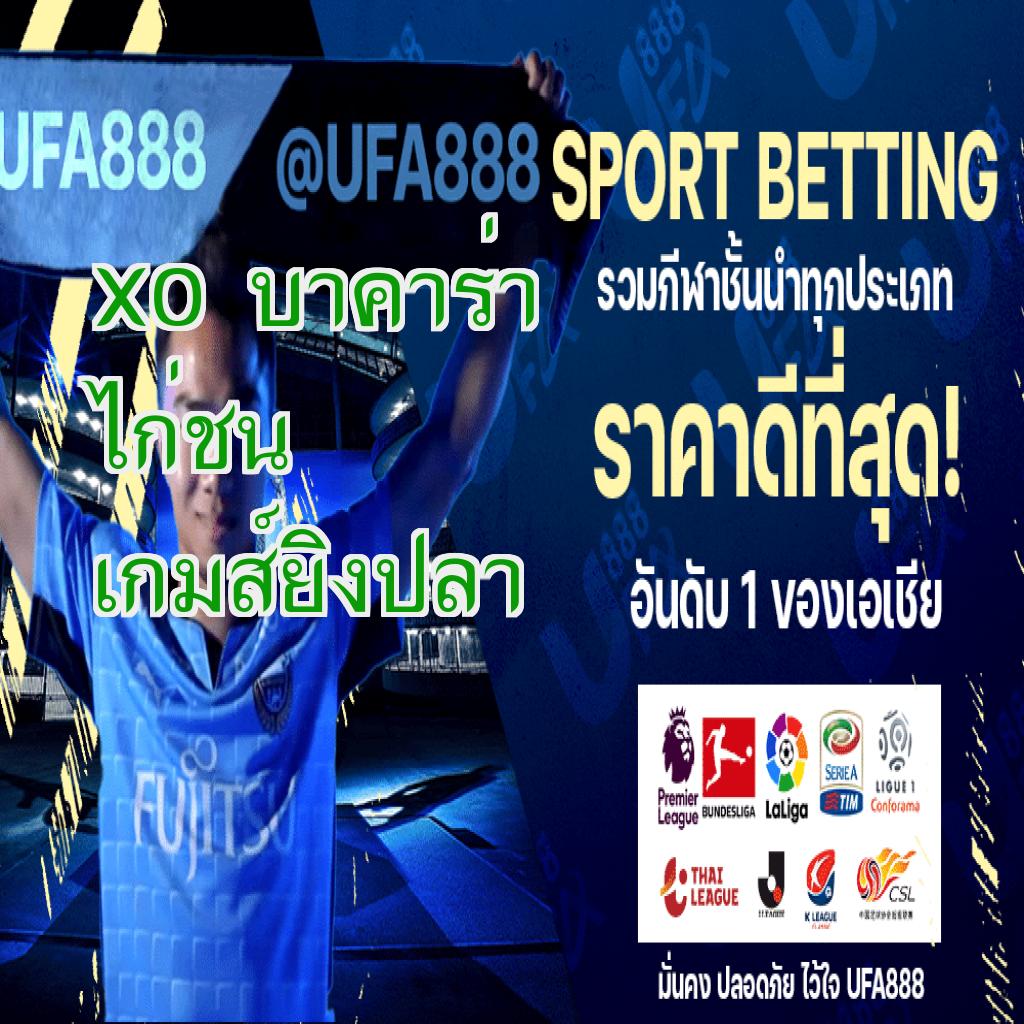 UFA888
@UFA888
SPORT BETTING
รวมกีฬาชั้นนำทุกประเภท
ราคาดีที่สุด!
อันดับ 1 ของเอเชีย
XO บาคาร่า
ไก่ชน
เกมส์ยิงปลา
FUJITSU
Premier
League
BUNDESLIGA
LaLiga
SERIE A
TIM
LIGUE 1
Conforama
THAI
LEAGUE
J.LEAGUE
K LEAGUE
CSL
มั่นคง ปลอดภัย ไว้ใจ UFA888